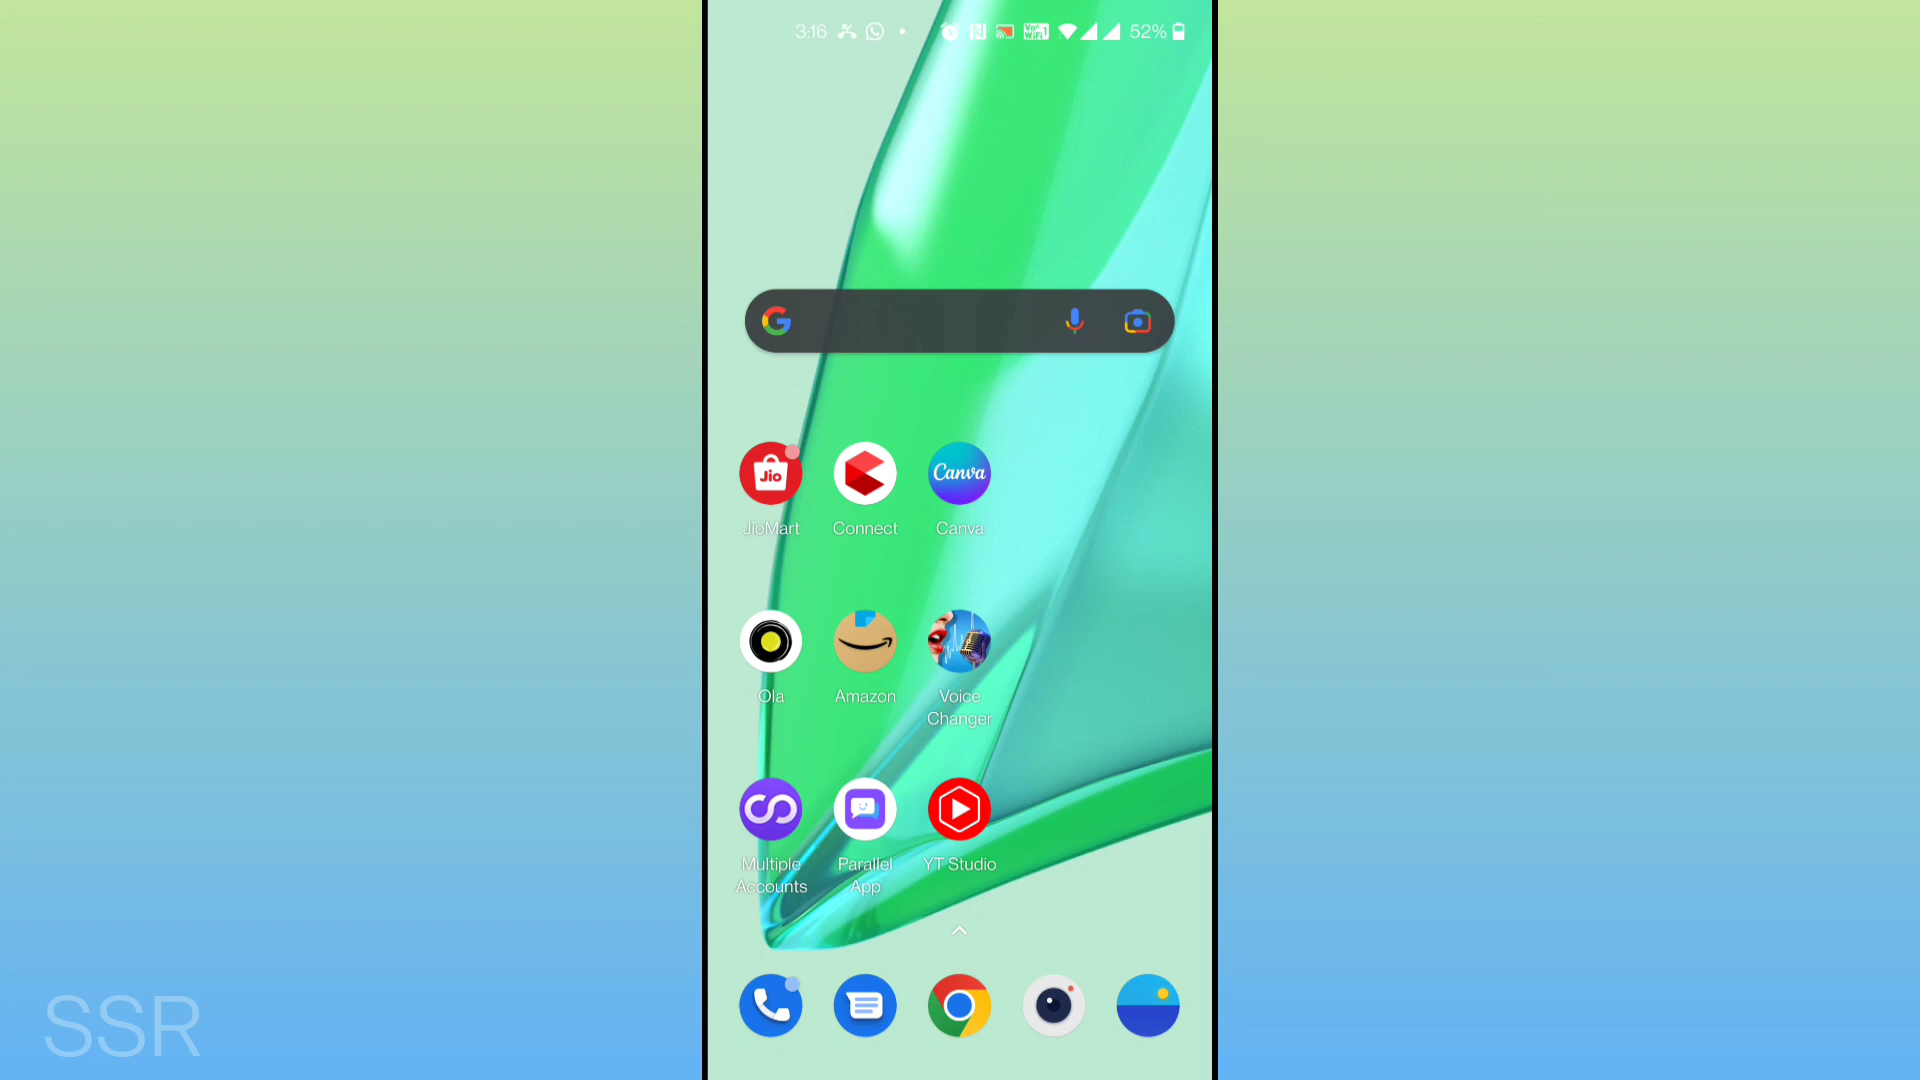 3:16
52%
Jio
Canva
JioMart
Connect
Canva
Ola
Amazon
Voice
Changer
Multiple
Accounts
Parallel
App
YT Studio
SSR